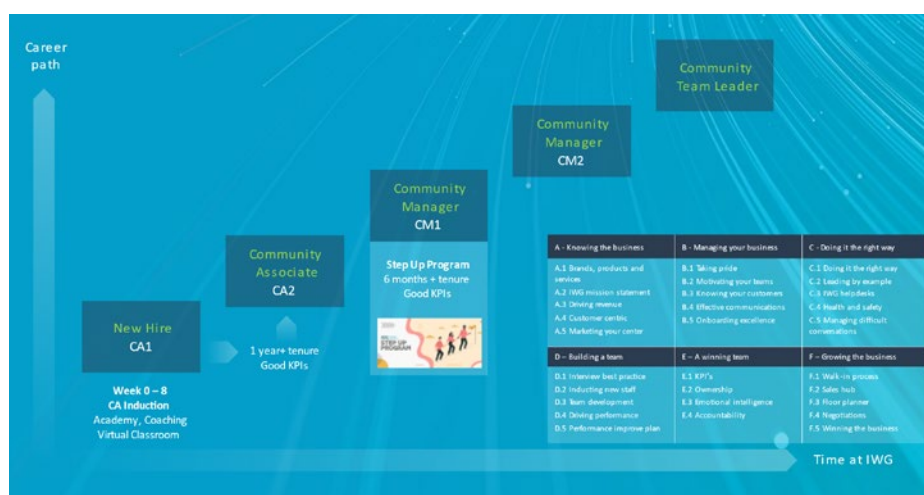 Career
path
Community
Team Leader
Community
Manager
CM2
Community
Manager
CM1
Step Up Program
6 months + tenure
Good KPIs
STEP UP
PROGRAM
Community
Associate
CA2
1 year+ tenure
Good KPIs
New Hire
CA1
Week 0 – 8
CA Induction
Academy, Coaching
Virtual Classroom
A - Knowing the business
A.1 Brands, products and
services
A.2 IWG mission statement
A.3 Driving revenue
A.4 Customer centric
A.5 Marketing your center
B - Managing your business
B.1 Taking pride
B.2 Motivating your teams
B.3 Knowing your customers
B.4 Effective communications
B.5 Onboarding excellence
C - Doing it the right way
C.1 Doing it the right way
C.2 Leading by example
C.3 IWG helpdesks
C.4 Health and safety
C.5 Managing difficult
conversations
D – Building a team
D.1 Interview best practice
D.2 Inducting new staff
D.3 Team development
D.4 Driving performance
D.5 Performance improve plan
E – A winning team
E.1 KPI's
E.2 Ownership
E.3 Emotional intelligence
E.4 Accountability
F – Growing the business
F.1 Walk-in process
F.2 Sales hub
F.3 Floor planner
F.4 Negotiations
F.5 Winning the business
Time at IWG